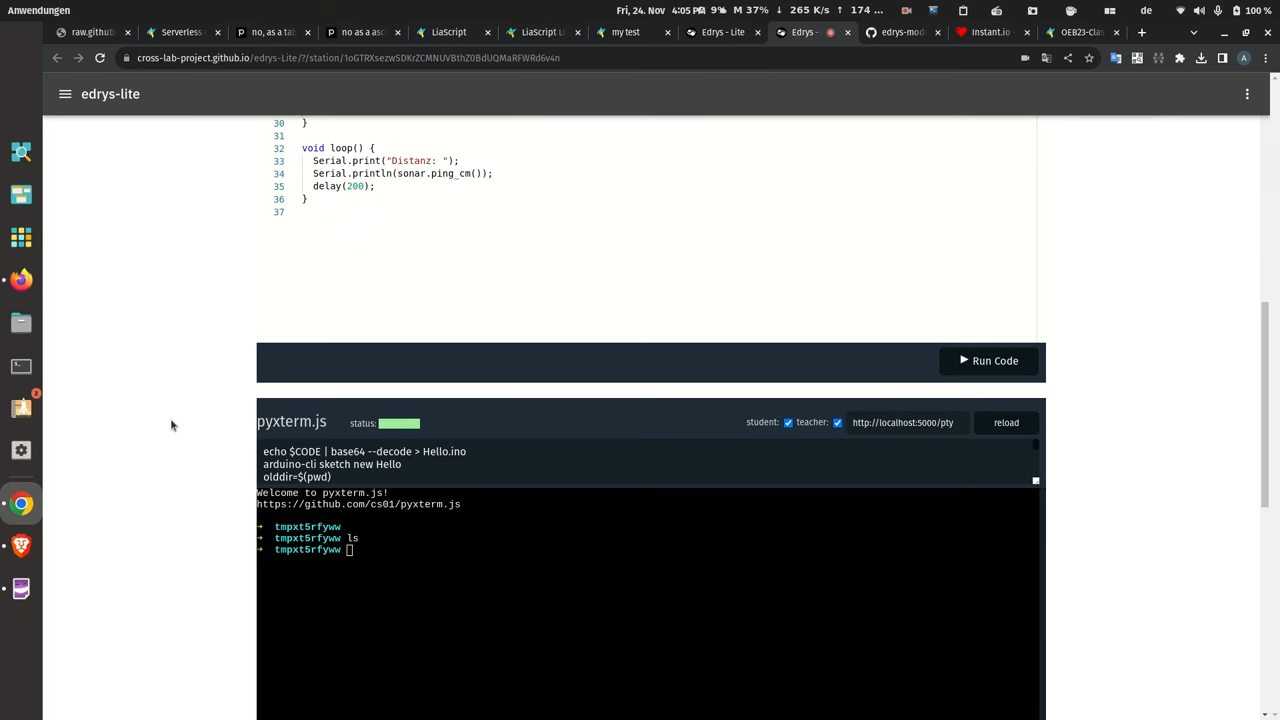 Anwendungen
Fri, 24. Nov 4:05 PM 9% M 37% 265 K/s 174 ... de 100 %
raw.github
Serverless
no, as a tab
no as a asc
LiaScript
LiaScript Li
my test
Edrys - Lite
Edrys -
edrys-mod
Instant.io
OEB23-Clas
cross-lab-project.github.io/edrys-Lite/?/station/1oGTRXsezwSDKrZCMNUVBthZ0BdUQMaRFWRd6v4n
edrys-lite
30 }
31
32 void loop() {
33 Serial.print("Distanz: ");
34 Serial.println(sonar.ping_cm());
35 delay(200);
36 }
37
Run Code
pyxterm.js status: student: teacher: http://localhost:5000/pty reload
echo $CODE | base64 --decode > Hello.ino
arduino-cli sketch new Hello
olddir=$(pwd)
Welcome to pyxterm.js!
https://github.com/cs01/pyxterm.js
→ tmpxt5rfyww
→ tmpxt5rfyww ls
→ tmpxt5rfyww